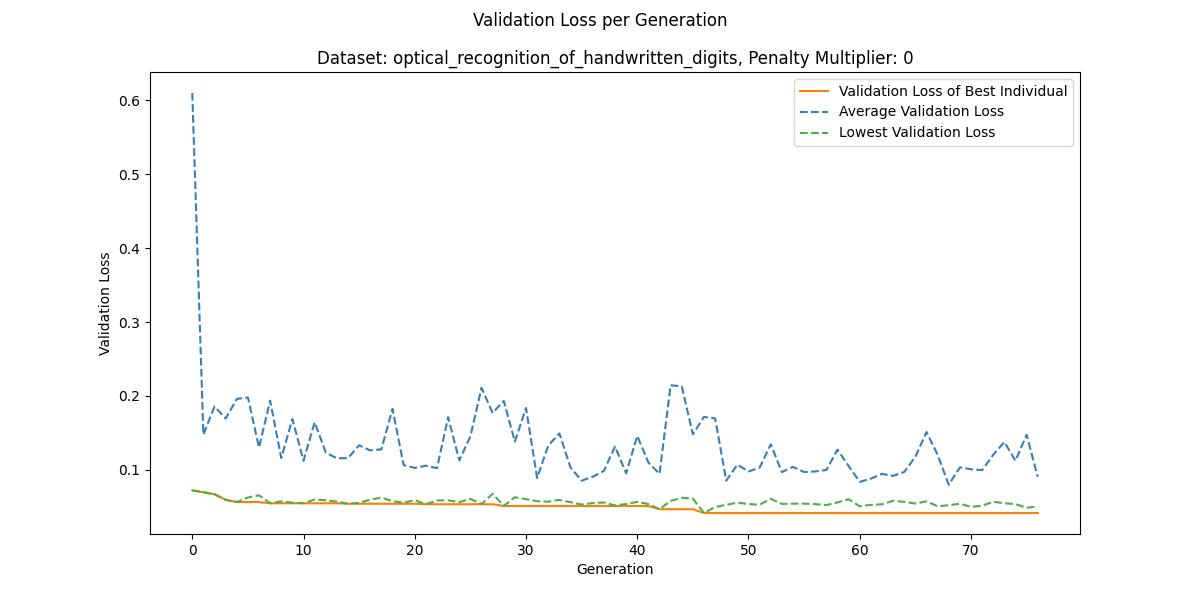 Validation Loss per Generation
Dataset: optical_recognition_of_handwritten_digits, Penalty Multiplier: 0
Validation Loss of Best Individual
Average Validation Loss
Lowest Validation Loss
0.6
0.5
0.4
0.3
0.2
0.1
Validation Loss
0 10 20 30 40 50 60 70
Generation